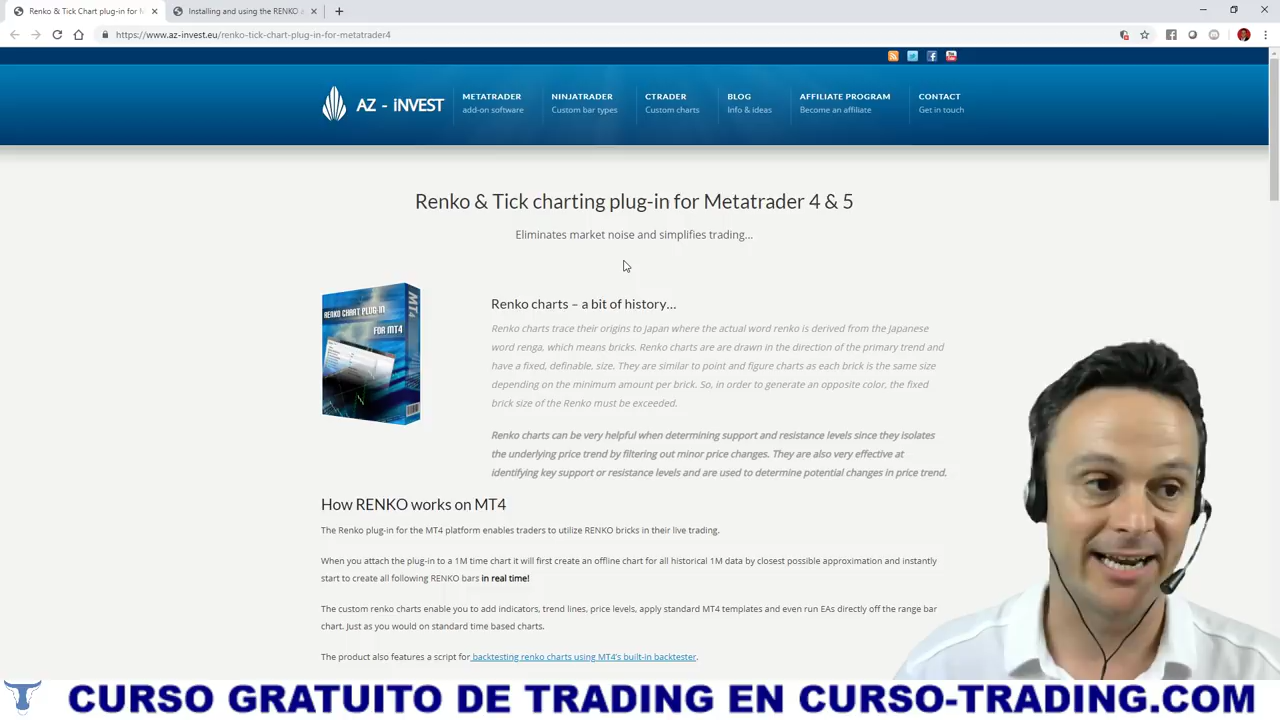 Renko & Tick Chart plug-in for M
Installing and using the RENKO
https://www.az-invest.eu/renko-tick-chart-plug-in-for-metatrader4
AZ - iNVEST
METATRADER
add-on software
NINJATRADER
Custom bar types
CTRADER
Custom charts
BLOG
Info & ideas
AFFILIATE PROGRAM
Become an affiliate
CONTACT
Get in touch
Renko & Tick charting plug-in for Metatrader 4 & 5
Eliminates market noise and simplifies trading...
RENKO CHART PLUG-IN
FOR MT4
MT4
Renko charts – a bit of history…
Renko charts trace their origins to Japan where the actual word renko is derived from the Japanese
word renga, which means bricks. Renko charts are are drawn in the direction of the primary trend and
have a fixed, definable, size. They are similar to point and figure charts as each brick is the same size
depending on the minimum amount per brick. So, in order to generate an opposite color, the fixed
brick size of the Renko must be exceeded.
Renko charts can be very helpful when determining support and resistance levels since they isolates
the underlying price trend by filtering out minor price changes. They are also very effective at
identifying key support or resistance levels and are used to determine potential changes in price trend.
How RENKO works on MT4
The Renko plug-in for the MT4 platform enables traders to utilize RENKO bricks in their live trading.
When you attach the plug-in to a 1M time chart it will first create an offline chart for all historical 1M data by closest possible approximation and instantly
start to create all following RENKO bars in real time!
The custom renko charts enable you to add indicators, trend lines, price levels, apply standard MT4 templates and even run EAs directly off the range bar
chart. Just as you would on standard time based charts.
The product also features a script for backtesting renko charts using MT4's built-in backtester.
CURSO GRATUITO DE TRADING EN CURSO-TRADING.COM